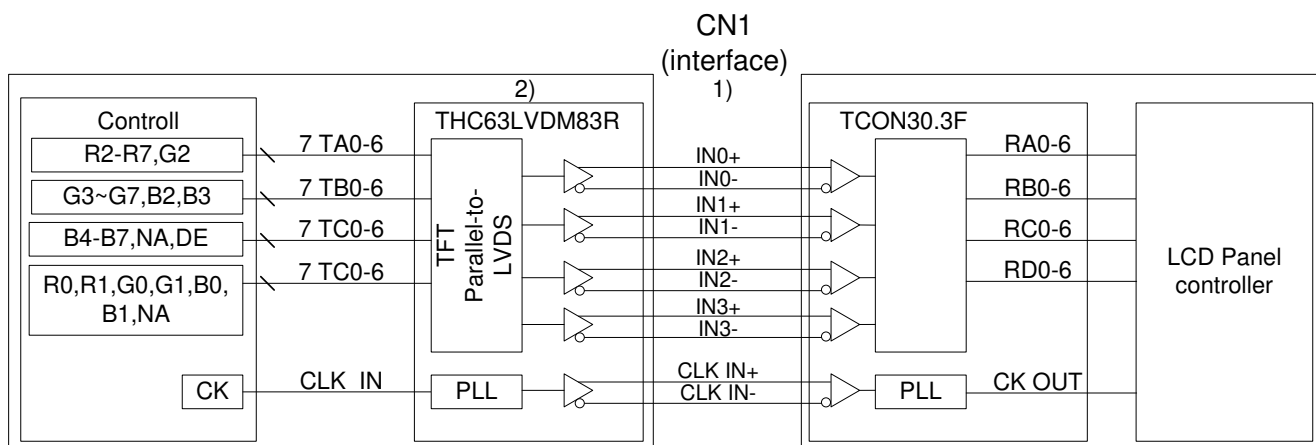 CN1
(interface)
1)
2)
Controll
R2-R7,G2
G3~G7,B2,B3
B4-B7,NA,DE
R0,R1,G0,G1,B0,
B1,NA
CK
7 TA0-6
7 TB0-6
7 TC0-6
7 TC0-6
CLK IN
THC63LVDM83R
TFT
Parallel-to-
LVDS
PLL
IN0+
IN0-
IN1+
IN1-
IN2+
IN2-
IN3+
IN3-
CLK IN+
CLK IN-
TCON30.3F
PLL
RA0-6
RB0-6
RC0-6
RD0-6
CK OUT
LCD Panel
controller